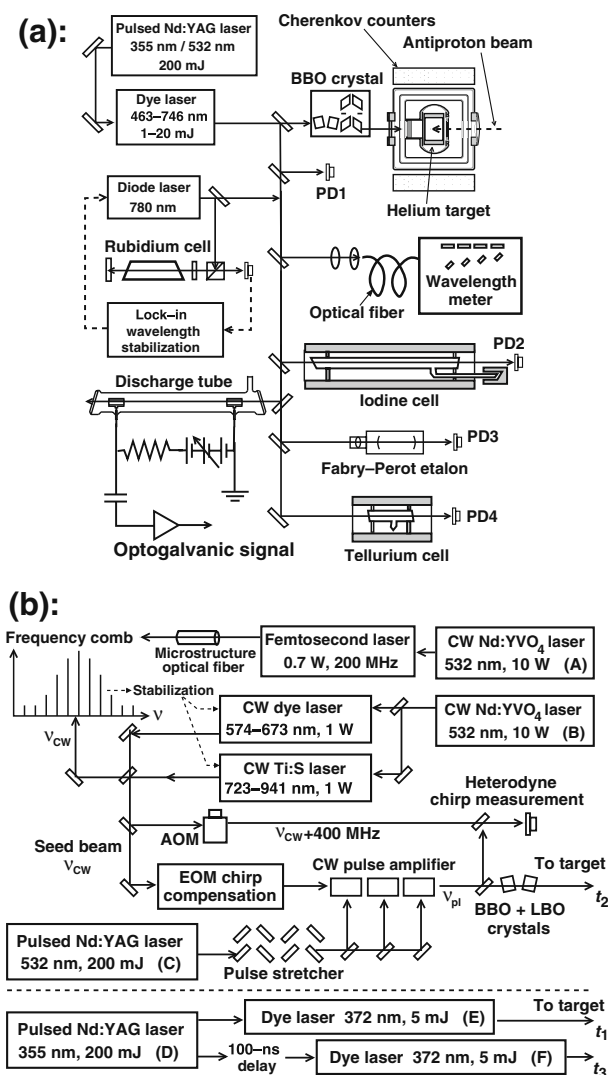 (a):
Pulsed Nd:YAG laser
355 nm / 532 nm
200 mJ
Dye laser
463–746 nm
1–20 mJ
BBO crystal
Cherenkov counters
Antiproton beam
Helium target
PD1
Diode laser
780 nm
Rubidium cell
Lock–in
wavelength
stabilization
Optical fiber
Wavelength
meter
PD2
Iodine cell
Discharge tube
PD3
Fabry–Perot etalon
PD4
Tellurium cell
Optogalvanic signal
(b):
Frequency comb
Microstructure
optical fiber
Femtosecond laser
0.7 W, 200 MHz
CW Nd:YVO4 laser
532 nm, 10 W (A)
Stabilization
ν
νCW
CW dye laser
574–673 nm, 1 W
CW Nd:YVO4 laser
532 nm, 10 W (B)
CW Ti:S laser
723–941 nm, 1 W
Heterodyne
chirp measurement
AOM
νCW+400 MHz
Seed beam
νCW
EOM chirp
compensation
CW pulse amplifier
νpl
To target
t2
BBO + LBO
crystals
Pulsed Nd:YAG laser
532 nm, 200 mJ (C)
Pulse stretcher
Pulsed Nd:YAG laser
355 nm, 200 mJ (D)
Dye laser 372 nm, 5 mJ (E)
To target
t1
100–ns
delay
Dye laser 372 nm, 5 mJ (F)
t3